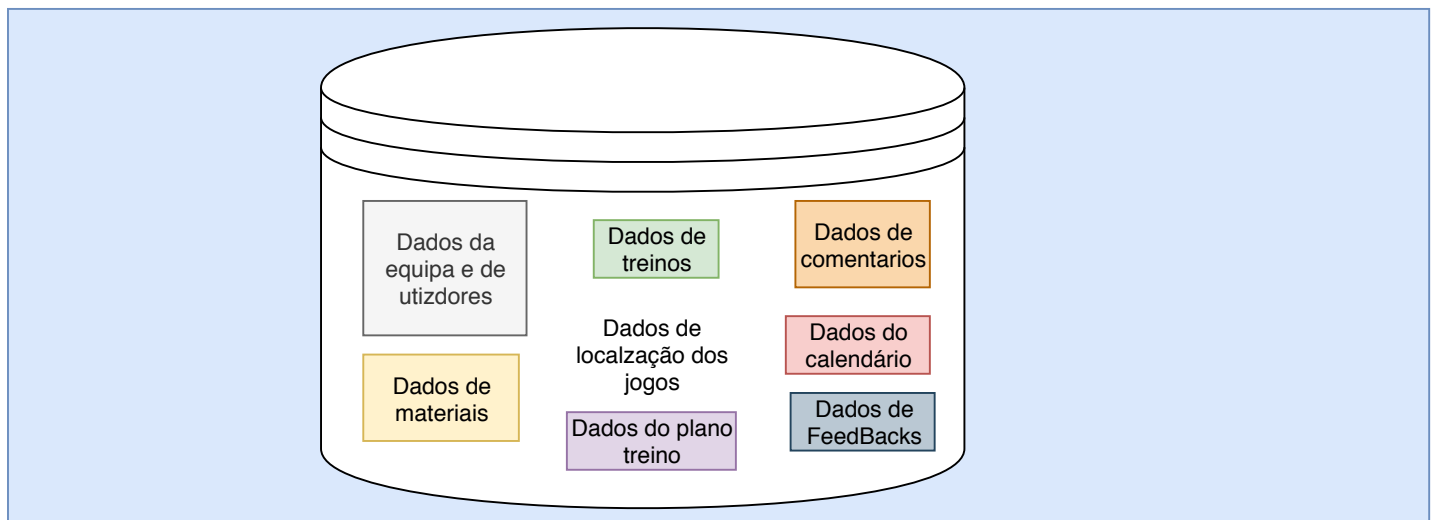 Dados da
equipa e de
utizdores
Dados de
treinos
Dados de
comentarios
Dados de
localzação dos
jogos
Dados do
calendário
Dados de
materiais
Dados do plano
treino
Dados de
FeedBacks